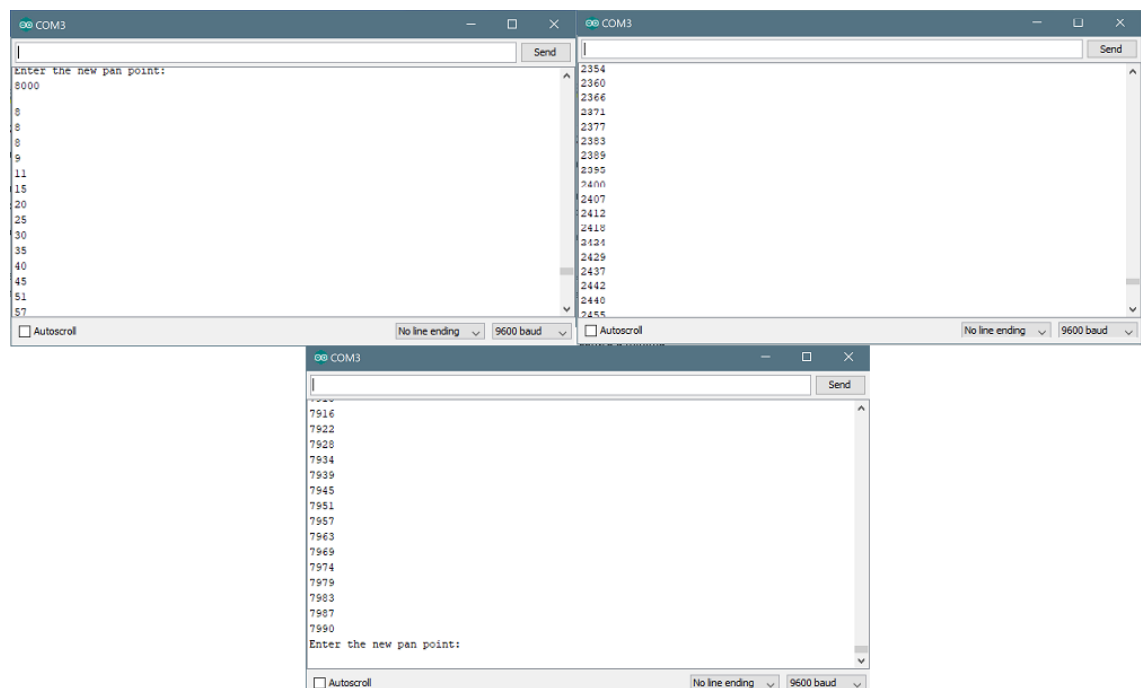 COM3
Send
Enter the new pan point:
8000
8
8
8
9
11
15
20
25
30
35
40
45
51
57
Autoscroll
No line ending
9600 baud
COM3
Send
2354
2360
2366
2371
2377
2383
2389
2395
2400
2407
2412
2418
2424
2429
2437
2442
2440
2455
Autoscroll
No line ending
9600 baud
COM3
Send
7916
7922
7928
7934
7939
7945
7951
7957
7963
7969
7974
7979
7983
7987
7990
Enter the new pan point:
Autoscroll
No line ending
9600 baud